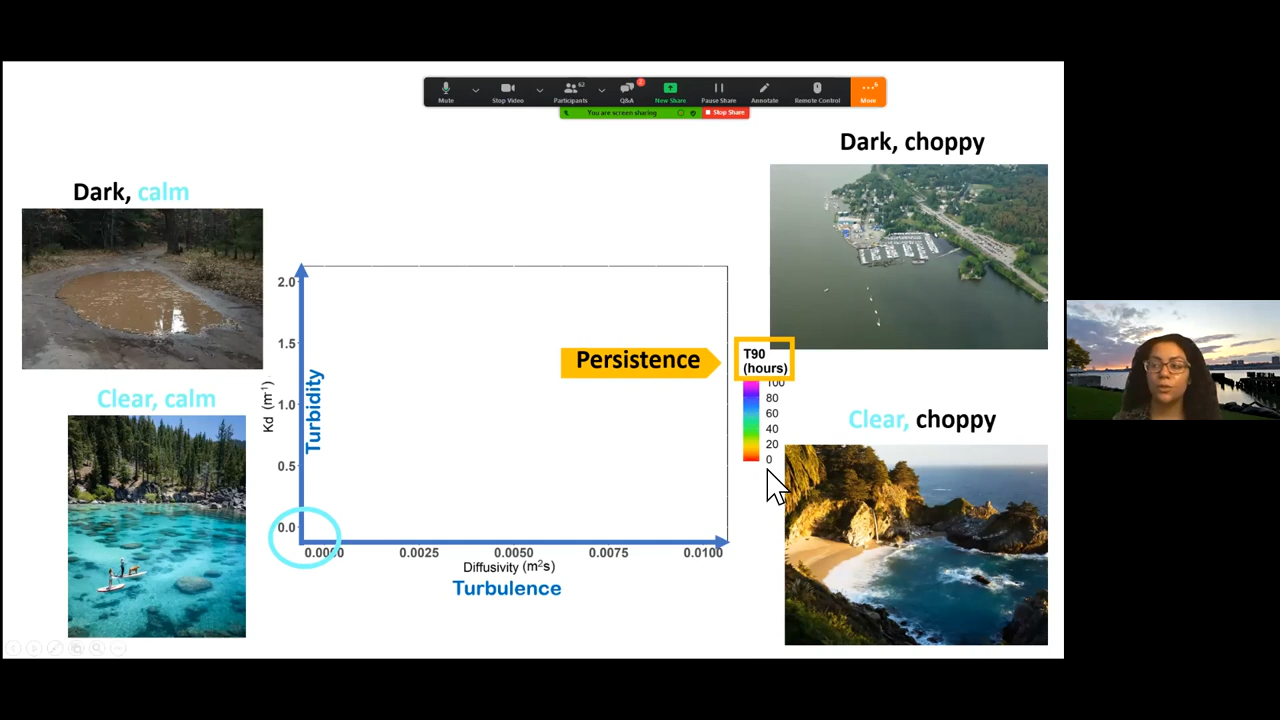 Mute
Stop Video
Participants
62
Q&A
2
New Share
Pause Share
Annotate
Remote Control
More
You are screen sharing
Stop Share
Dark, choppy
Dark, calm
Clear, calm
Clear, choppy
Persistence
T90
(hours)
100
80
60
40
20
0
2.0
1.5
1.0
0.5
0.0
Kd (m⁻¹)
Turbidity
0.0000
0.0025
0.0050
0.0075
0.0100
Diffusivity (m²s)
Turbulence